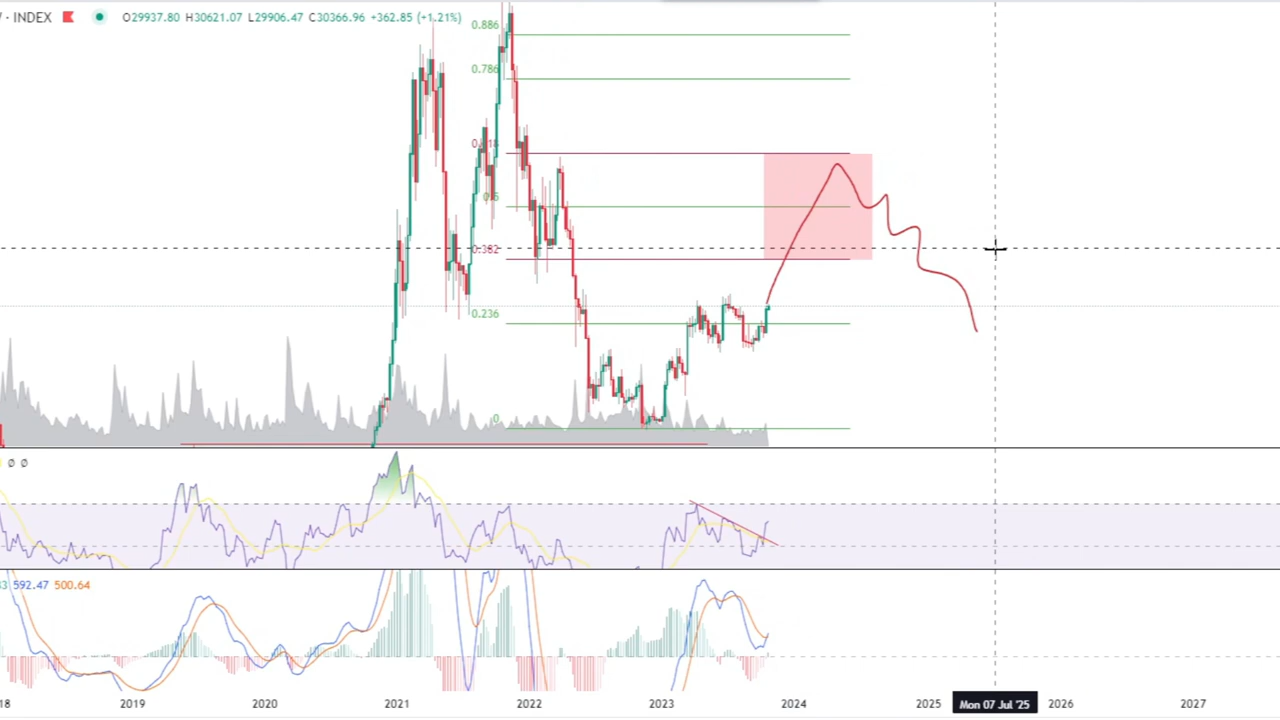 · INDEX O29937.80 H30621.07 L29906.47 C30366.96 +362.85 (+1.21%)
0.886
0.786
0.5
0.382
0.236
0
Ø Ø
592.47 500.64
2019 2020 2021 2022 2023 2024 2025 Mon 07 Jul '25 2026 2027